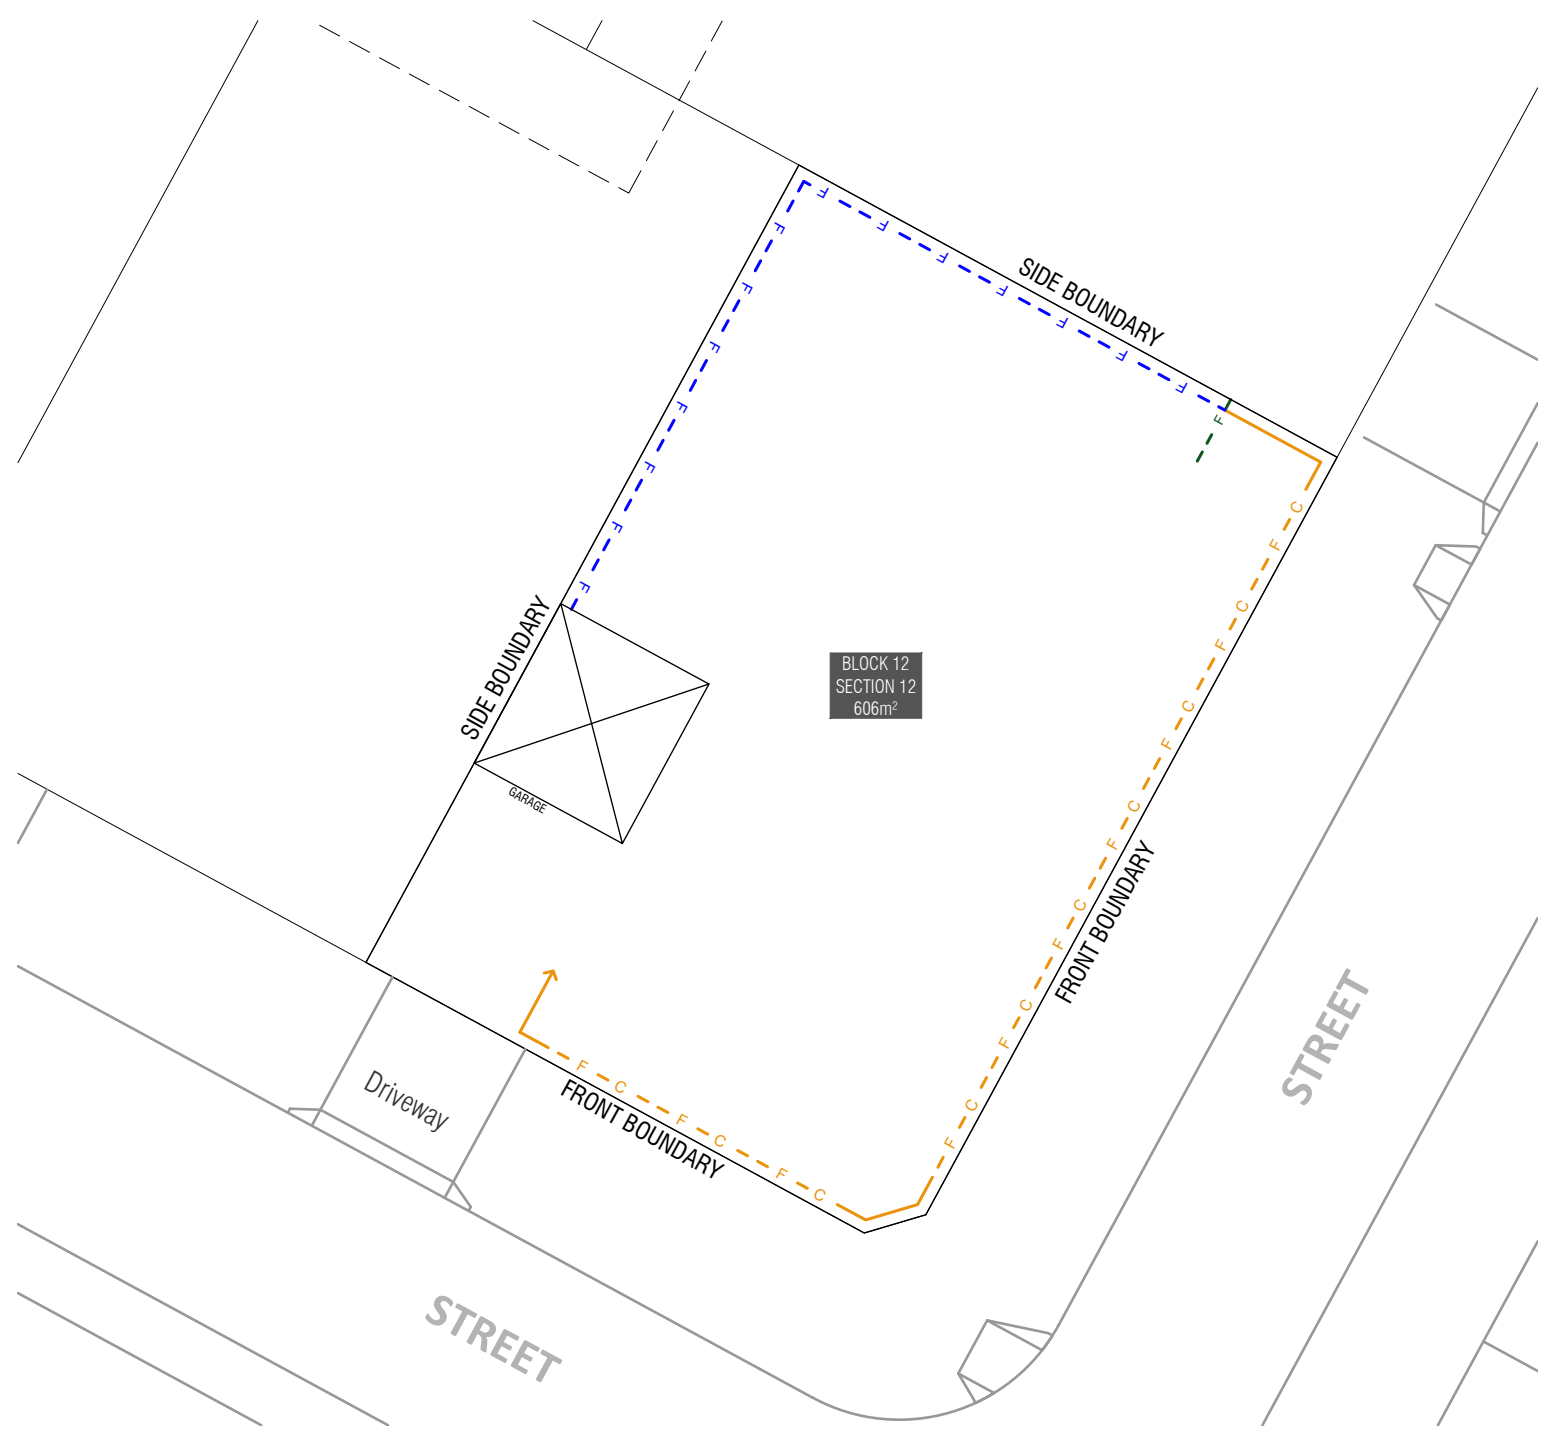 SIDE BOUNDARY
F F F F F F F
F F F F F F F
F
SIDE BOUNDARY
BLOCK 12
SECTION 12
606m²
GARAGE
C F C F C F C F C F C F C F
FRONT BOUNDARY
STREET
F C F C F C
FRONT BOUNDARY
Driveway
STREET